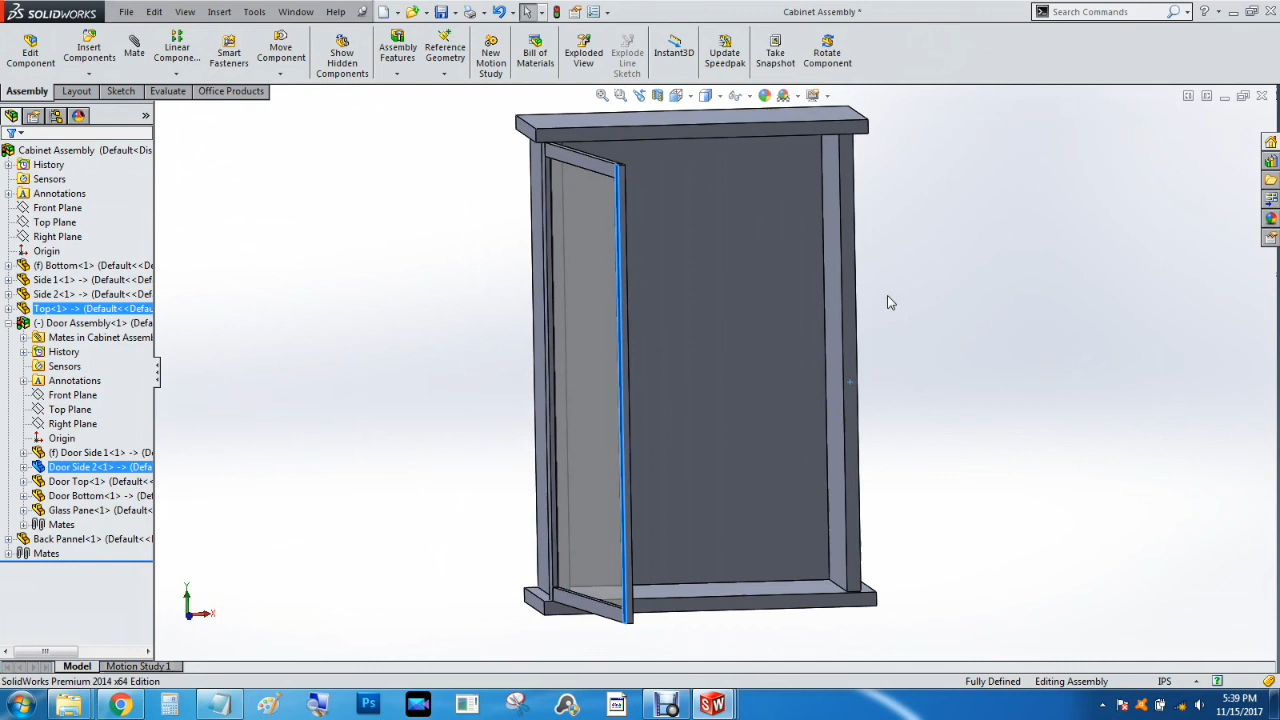 SOLIDWORKS File Edit View Insert Tools Window Help Cabinet Assembly * Search Commands
Edit Component
Insert Components
Mate
Linear Compone...
Smart Fasteners
Move Component
Show Hidden Components
Assembly Features
Reference Geometry
New Motion Study
Bill of Materials
Exploded View
Explode Line Sketch
Instant3D
Update Speedpak
Take Snapshot
Rotate Component
Assembly Layout Sketch Evaluate Office Products
Cabinet Assembly (Default<Dis
History
Sensors
Annotations
Front Plane
Top Plane
Right Plane
Origin
(f) Bottom<1> (Default<<De
Side 1<1> -> (Default<<Defa
Side 2<1> -> (Default<<Defa
Top<1> -> (Default<<Defau
(-) Door Assembly<1> (Defa
Mates in Cabinet Assemb
History
Sensors
Annotations
Front Plane
Top Plane
Right Plane
Origin
(f) Door Side 1<1> -> (De
Door Side 2<1> -> (Defa
Door Top<1> -> (Default
Door Bottom<1> -> (Def
Glass Pane<1> -> (Defau
Mates
Back Pannel<1> (Default<<D
Mates
Y
X
Model Motion Study 1
SolidWorks Premium 2014 x64 Edition Fully Defined Editing Assembly IPS
Ps
SW
5:39 PM
11/15/2017